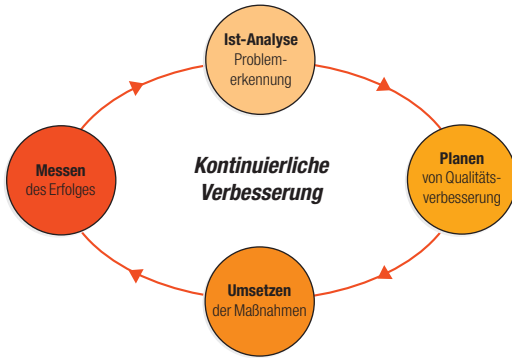 Ist-Analyse
Problem-
erkennung
Messen
des Erfolges
Kontinuierliche
Verbesserung
Planen
von Qualitäts-
verbesserung
Umsetzen
der Maßnahmen